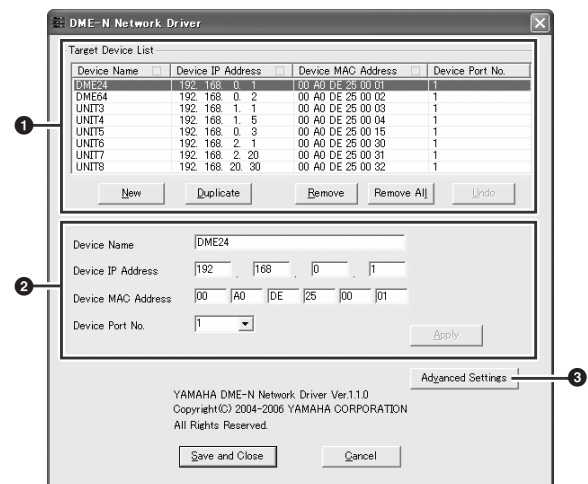 DME-N Network Driver
Target Device List
Device Name Device IP Address Device MAC Address Device Port No.
DME24 192. 168. 0. 1 00 A0 DE 25 00 01 1
DME64 192. 168. 0. 2 00 A0 DE 25 00 02 1
UNIT3 192. 168. 1. 1 00 A0 DE 25 00 03 1
UNIT4 192. 168. 1. 5 00 A0 DE 25 00 04 1
UNIT5 192. 168. 0. 3 00 A0 DE 25 00 15 1
UNIT6 192. 168. 2. 1 00 A0 DE 25 00 30 1
UNIT7 192. 168. 2. 20 00 A0 DE 25 00 31 1
UNIT8 192. 168. 20. 30 00 A0 DE 25 00 32 1
1
New Duplicate Remove Remove All Undo
Device Name DME24
Device IP Address 192 . 168 . 0 . 1
2
Device MAC Address 00 A0 DE 25 00 01
Device Port No. 1
Apply
Advanced Settings 3
YAMAHA DME-N Network Driver Ver.1.1.0
Copyright(C) 2004-2006 YAMAHA CORPORATION
All Rights Reserved.
Save and Close Cancel